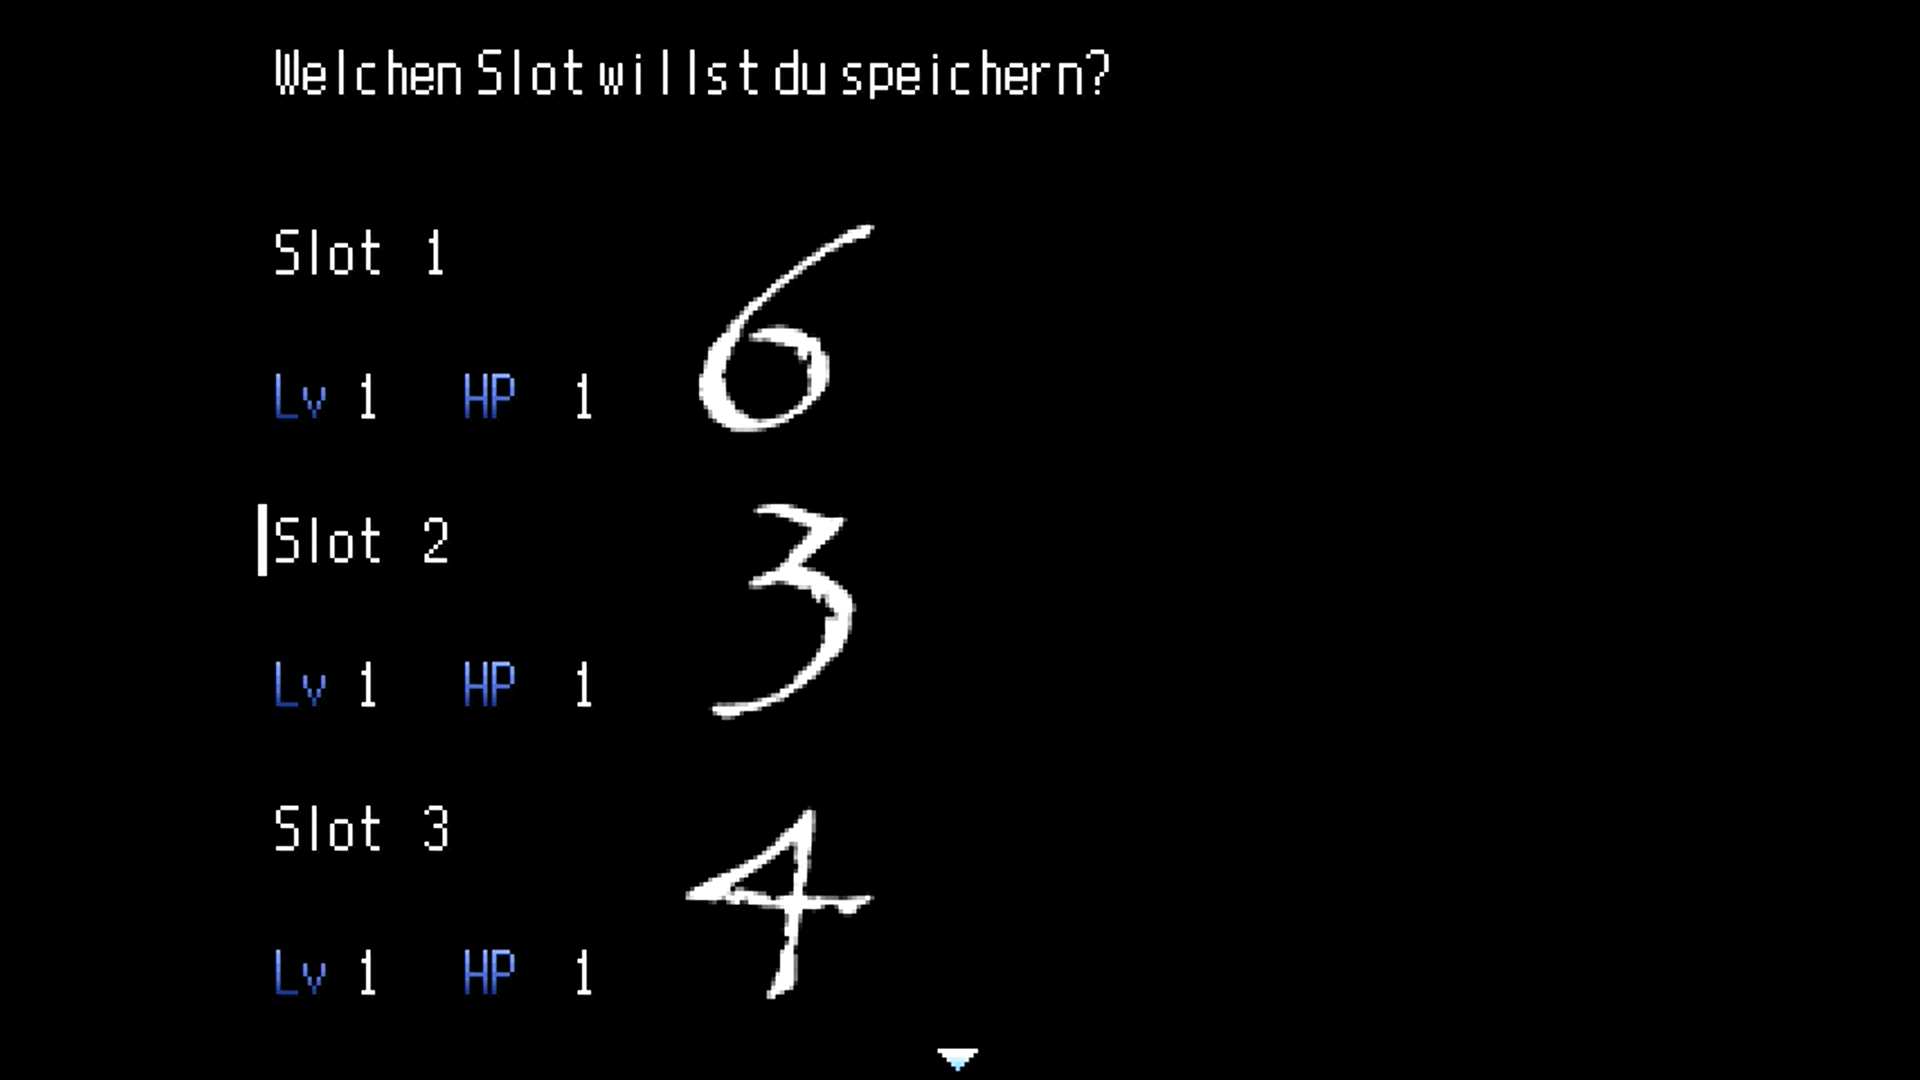 Welchen Slot willst du speichern?
Slot 1
6
Lv 1 HP 1
Slot 2
3
Lv 1 HP 1
Slot 3
4
Lv 1 HP 1